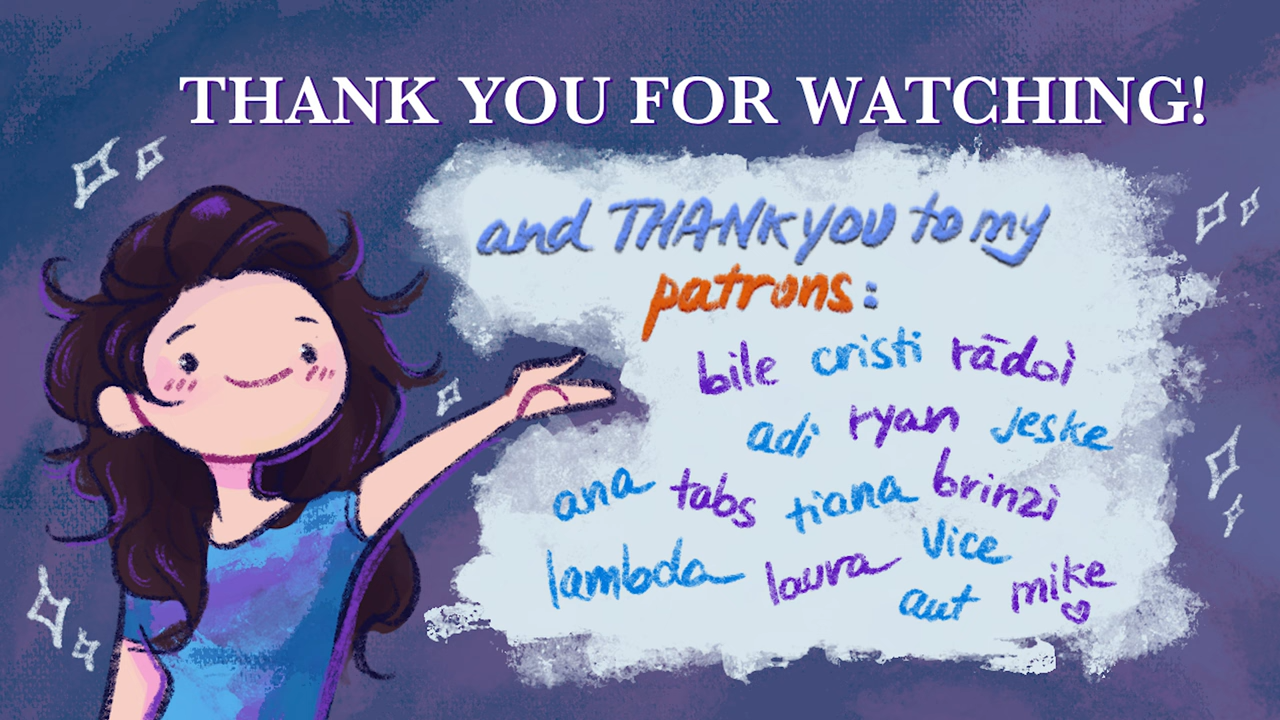 THANK YOU FOR WATCHING!
and THANK YOU to my
patrons:
bile cristi rādoi
adi ryan jeske
ana tabs tiana brinzi
lambda laura vice
aut mike